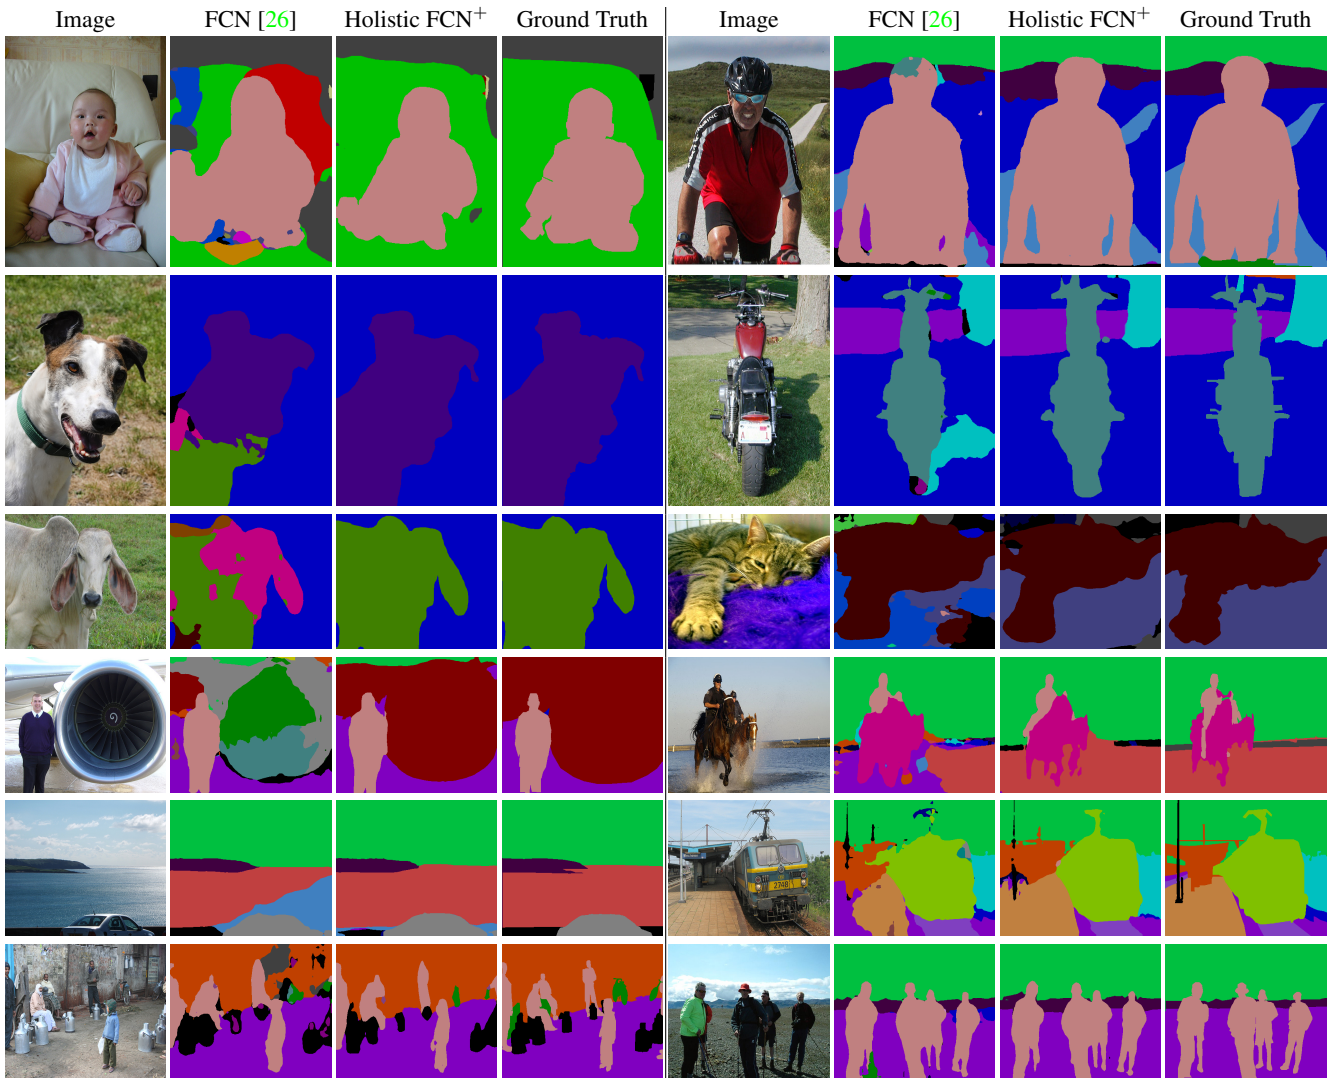 Image FCN [26] Holistic FCN+ Ground Truth Image FCN [26] Holistic FCN+ Ground Truth